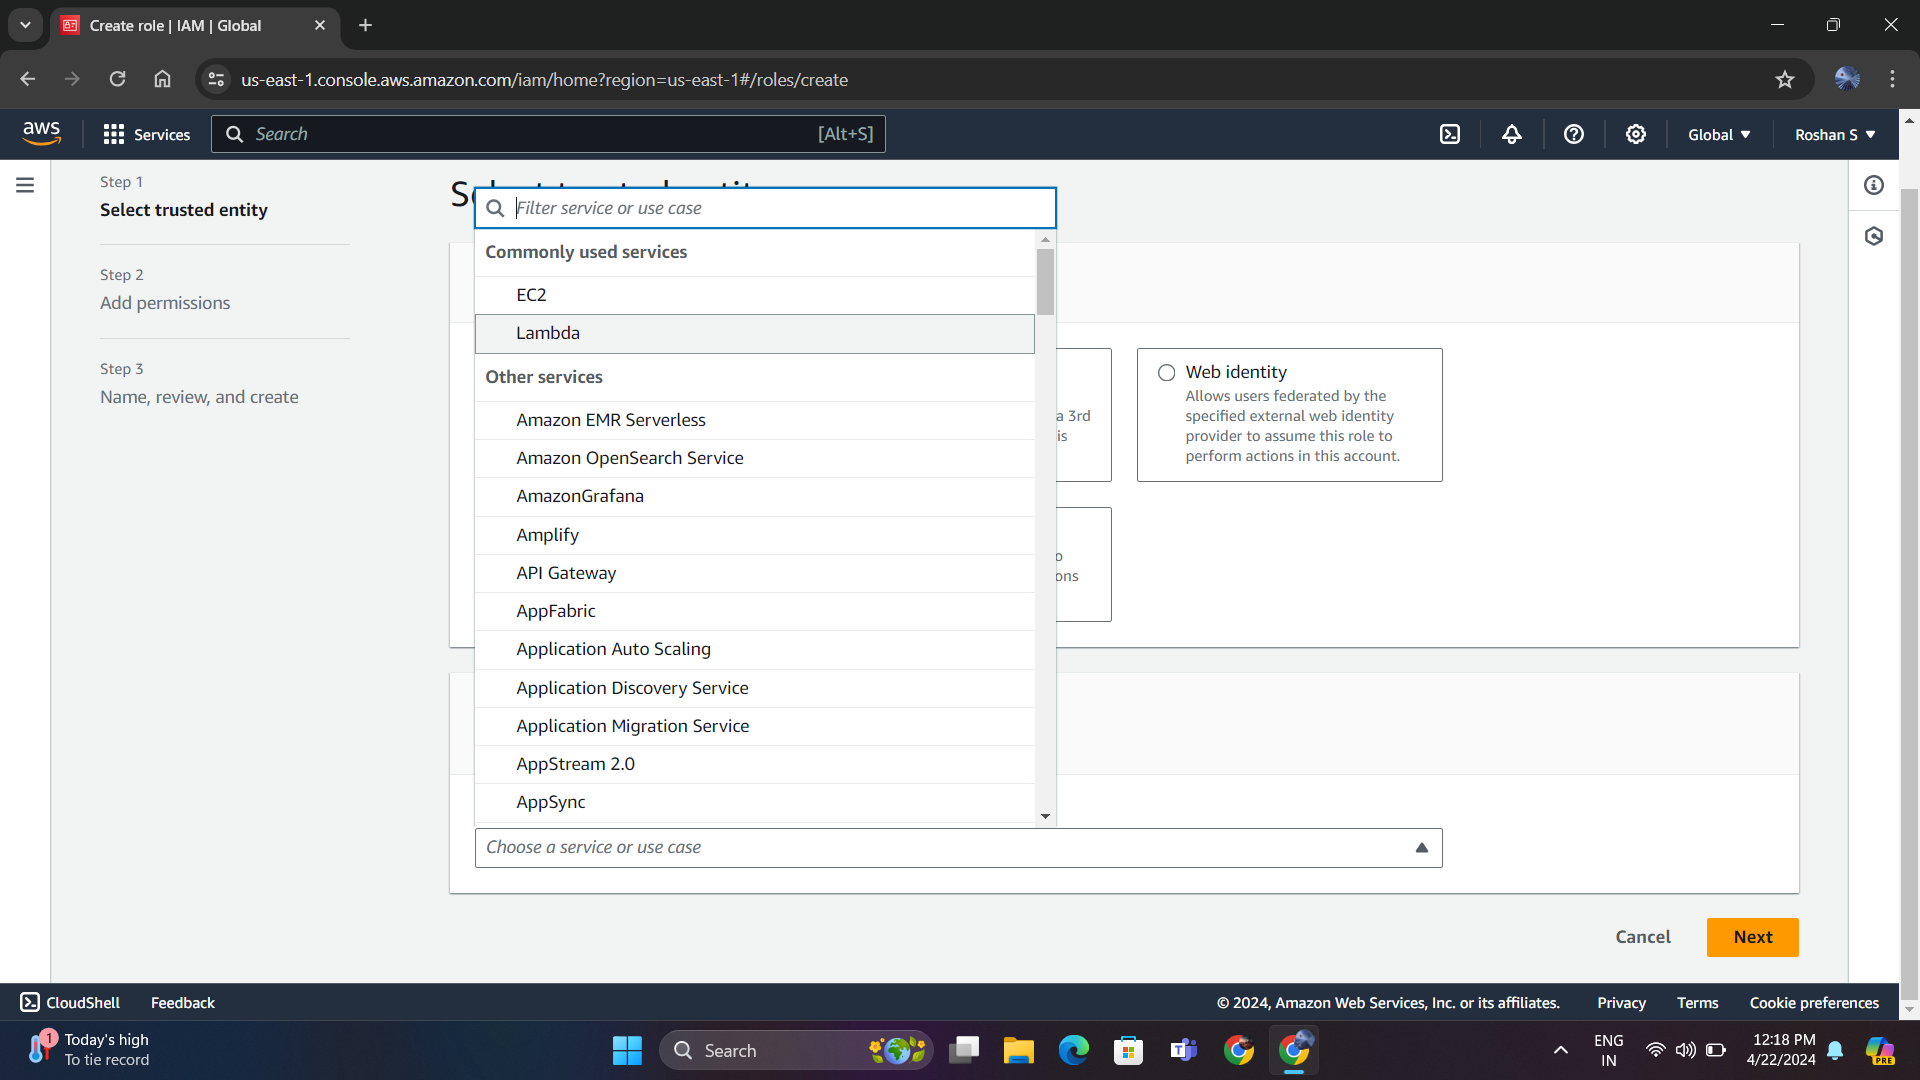 Create role | IAM | Global
us-east-1.console.aws.amazon.com/iam/home?region=us-east-1#/roles/create
aws
Services
Search
[Alt+S]
Global
Roshan S
Step 1
Select trusted entity
Step 2
Add permissions
Step 3
Name, review, and create
Filter service or use case
Commonly used services
EC2
Lambda
Other services
Amazon EMR Serverless
Amazon OpenSearch Service
AmazonGrafana
Amplify
API Gateway
AppFabric
Application Auto Scaling
Application Discovery Service
Application Migration Service
AppStream 2.0
AppSync
Choose a service or use case
a 3rd
is
o
ons
Web identity
Allows users federated by the
specified external web identity
provider to assume this role to
perform actions in this account.
Cancel
Next
CloudShell
Feedback
© 2024, Amazon Web Services, Inc. or its affiliates.
Privacy
Terms
Cookie preferences
1
Today's high
To tie record
Search
ENG
IN
12:18 PM
4/22/2024
PRE